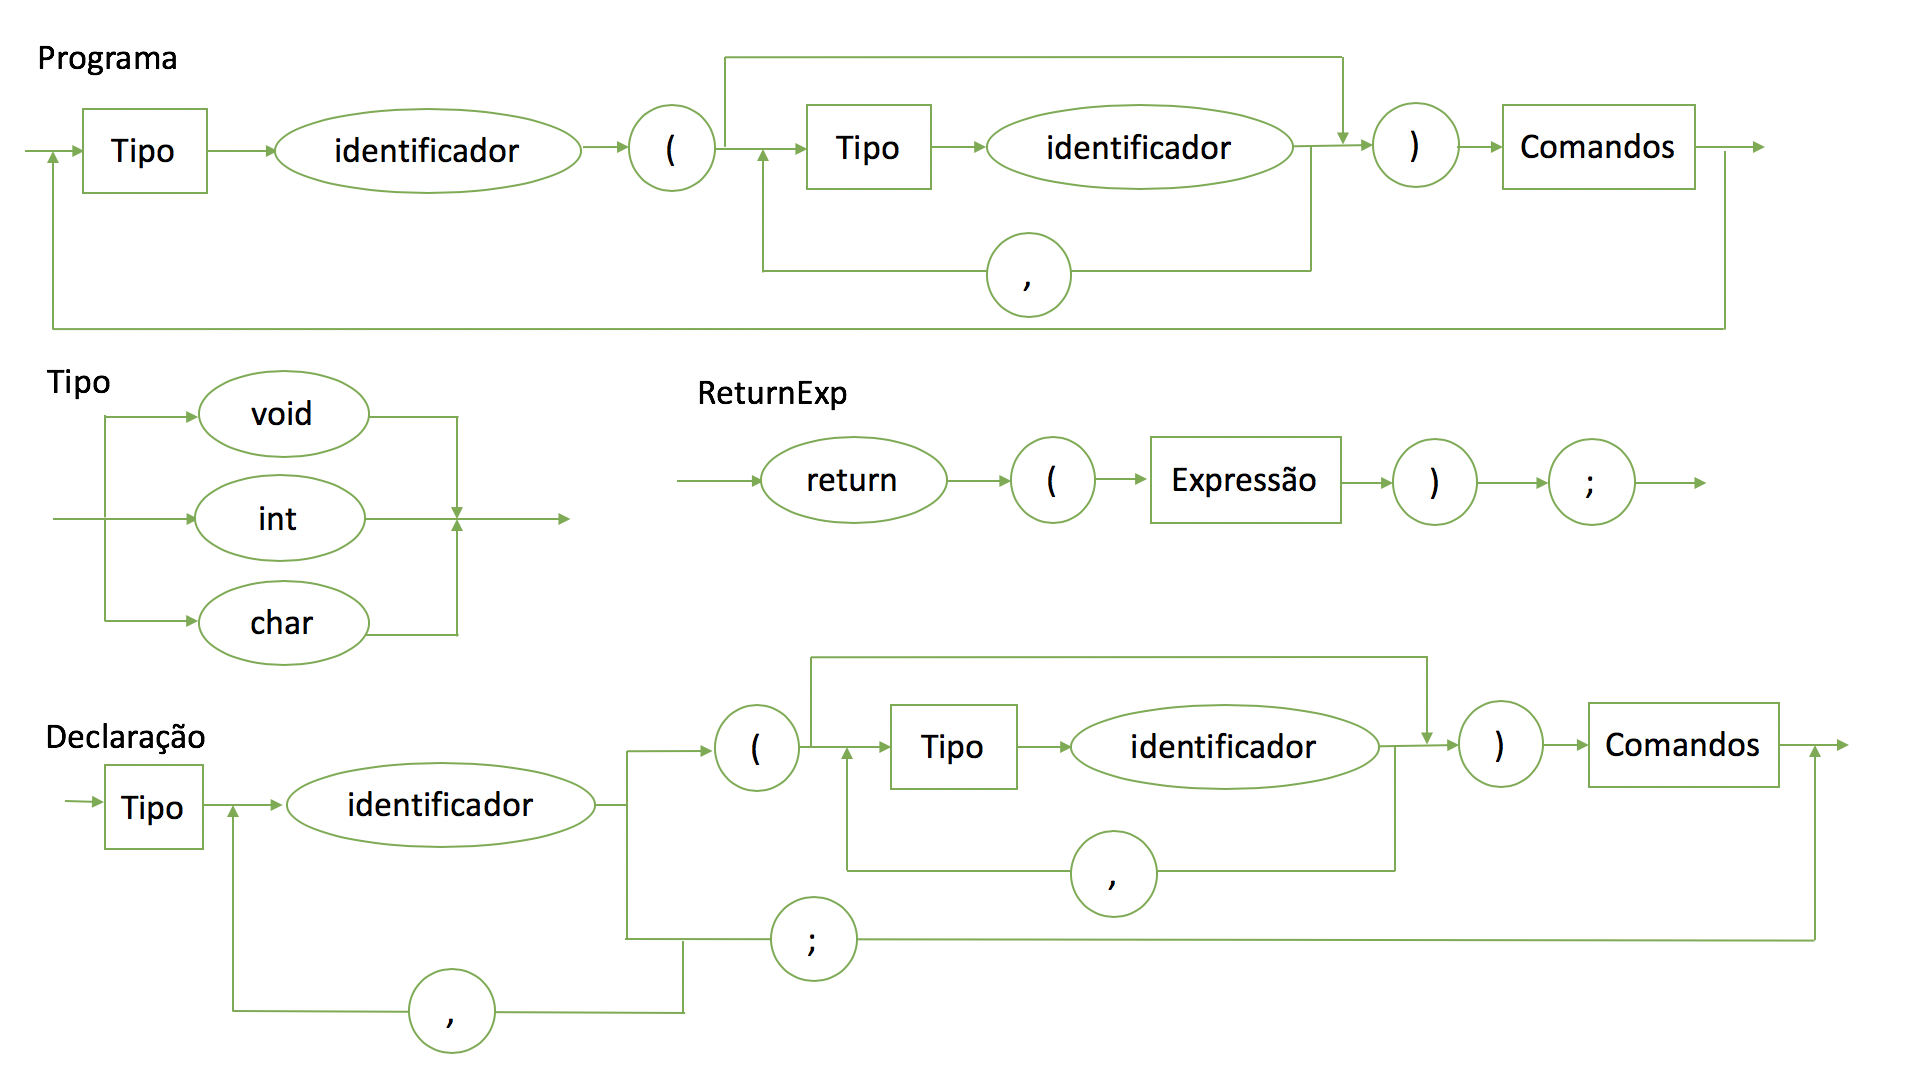 Programa
Tipo identificador ( Tipo identificador ) Comandos
,
Tipo
void
int
char
ReturnExp
return ( Expressão ) ;
Declaração
Tipo identificador ( Tipo identificador ) Comandos
,
;
,